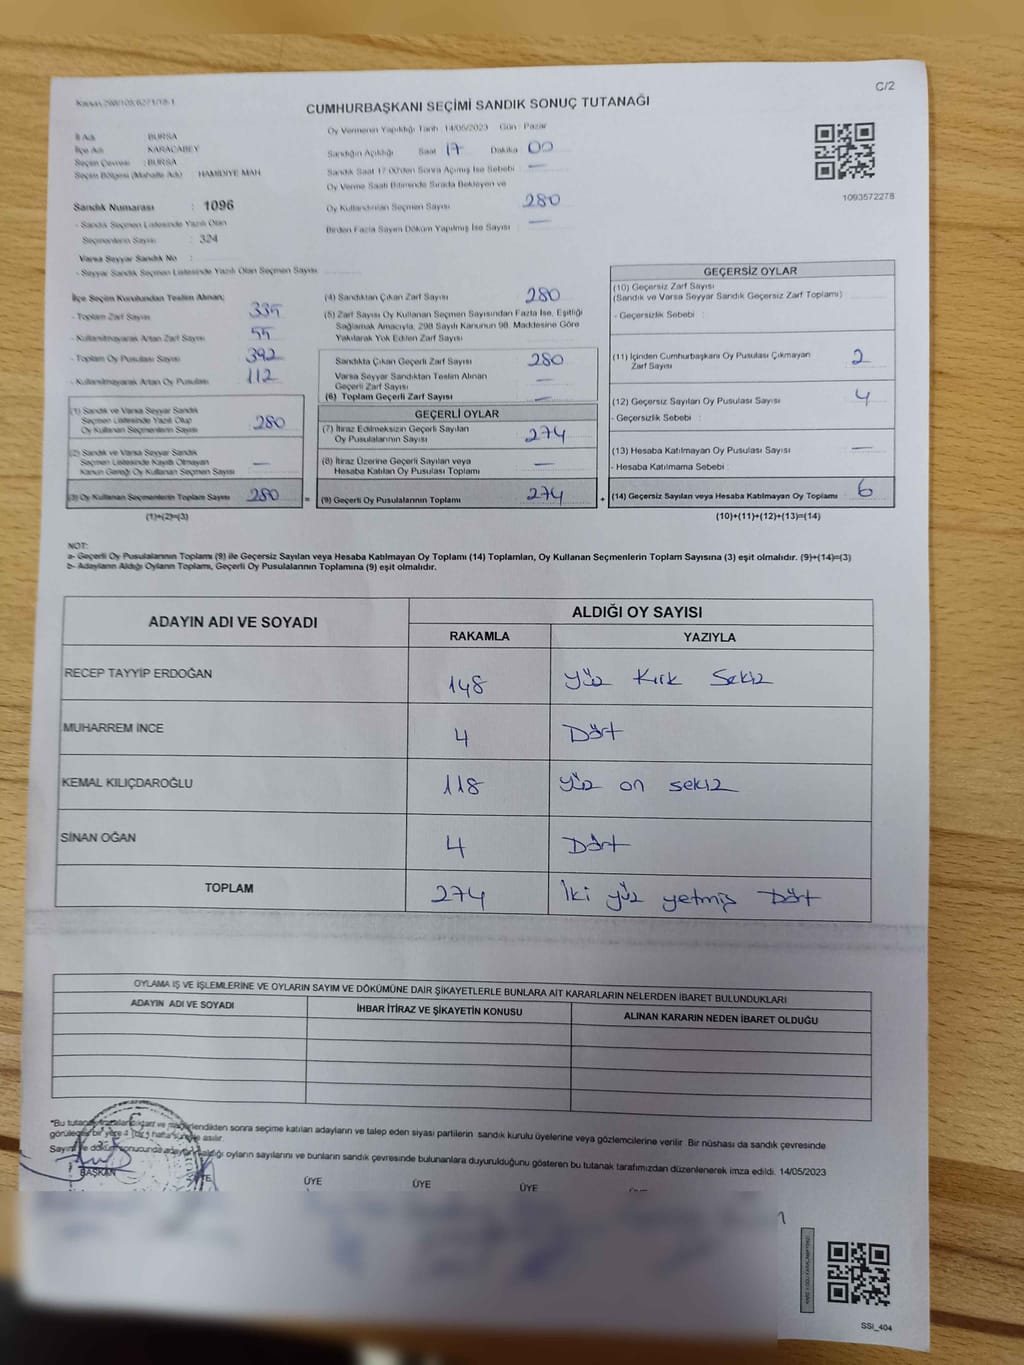 C/2
CUMHURBAŞKANI SEÇİMİ SANDIK SONUÇ TUTANAĞI
İl Adı : BURSA
İlçe Adı : KARACABEY
Seçim Çevresi : BURSA
Seçim Bölgesi (Mahalle Adı) : HAMİDİYE MAH
Sandık Numarası : 1096
- Sandık Seçmen Listesinde Yazılı Olan
Seçmenlerin Sayısı : 324
Varsa Seyyar Sandık No :
- Seyyar Sandık Seçmen Listesinde Yazılı Olan Seçmen Sayısı
Oy Vermenin Yapıldığı Tarih : 14/05/2023 Gün : Pazar
Sandığın Açıldığı Saat 17 Dakika 00
Sandık Saat 17:00'den Sonra Açılmış İse Sebebi : —
Oy Verme Saati Bitiminde Sırada Bekleyen ve
Oy Kullandırılan Seçmen Sayısı 280
Birden Fazla Sayım Döküm Yapılmış İse Sayısı : —
1093572278
İlçe Seçim Kurulundan Teslim Alınan;
- Toplam Zarf Sayısı 335
- Kullanılmayarak Artan Zarf Sayısı 55
- Toplam Oy Pusulası Sayısı 392
- Kullanılmayarak Artan Oy Pusulası 112
(1) Sandık ve Varsa Seyyar Sandık
Seçmen Listesinde Yazılı Olup
Oy Kullanan Seçmenlerin Sayısı 280
(2) Sandık ve Varsa Seyyar Sandık
Seçmen Listesinde Kayıtlı Olmayan
Kanun Gereği Oy Kullanan Seçmen Sayısı —
(3) Oy Kullanan Seçmenlerin Toplam Sayısı 280 =
(1)+(2)=(3)
(4) Sandıktan Çıkan Zarf Sayısı 280
(5) Zarf Sayısı Oy Kullanan Seçmen Sayısından Fazla İse, Eşitliği
Sağlamak Amacıyla, 298 Sayılı Kanunun 98. Maddesine Göre
Yakılarak Yok Edilen Zarf Sayısı
Sandıkta Çıkan Geçerli Zarf Sayısı 280
Varsa Seyyar Sandıktan Teslim Alınan
Geçerli Zarf Sayısı —
(6) Toplam Geçerli Zarf Sayısı —
GEÇERLİ OYLAR
(7) İtiraz Edilmeksizin Geçerli Sayılan
Oy Pusulalarının Sayısı 274
(8) İtiraz Üzerine Geçerli Sayılan veya
Hesaba Katılan Oy Pusulası Toplamı —
(9) Geçerli Oy Pusulalarının Toplamı 274 +
GEÇERSİZ OYLAR
(10) Geçersiz Zarf Sayısı
(Sandık ve Varsa Seyyar Sandık Geçersiz Zarf Toplamı)
- Geçersizlik Sebebi :
(11) İçinden Cumhurbaşkanı Oy Pusulası Çıkmayan
Zarf Sayısı 2
(12) Geçersiz Sayılan Oy Pusulası Sayısı 4
- Geçersizlik Sebebi :
(13) Hesaba Katılmayan Oy Pusulası Sayısı —
- Hesaba Katılmama Sebebi :
(14) Geçersiz Sayılan veya Hesaba Katılmayan Oy Toplamı 6
(10)+(11)+(12)+(13)=(14)
NOT:
a- Geçerli Oy Pusulalarının Toplamı (9) ile Geçersiz Sayılan veya Hesaba Katılmayan Oy Toplamı (14) Toplamları, Oy Kullanan Seçmenlerin Toplam Sayısına (3) eşit olmalıdır. (9)+(14)=(3)
b- Adayların Aldığı Oyların Toplamı, Geçerli Oy Pusulalarının Toplamına (9) eşit olmalıdır.
ADAYIN ADI VE SOYADI
ALDIĞI OY SAYISI
RAKAMLA YAZIYLA
RECEP TAYYİP ERDOĞAN 148 Yüz Kırk Sekiz
MUHARREM İNCE 4 Dört
KEMAL KILIÇDAROĞLU 118 Yüz on sekiz
SİNAN OĞAN 4 Dört
TOPLAM 274 İki yüz yetmiş Dört
OYLAMA İŞ VE İŞLEMLERİNE VE OYLARIN SAYIM VE DÖKÜMÜNE DAİR ŞİKAYETLERLE BUNLARA AİT KARARLARIN NELERDEN İBARET BULUNDUKLARI
ADAYIN ADI VE SOYADI İHBAR İTİRAZ VE ŞİKAYETİN KONUSU ALINAN KARARIN NEDEN İBARET OLDUĞU
*Bu tutanak sonra seçime katılan adayların ve talep eden siyasi partilerin sandık kurulu üyelerine veya gözlemcilerine verilir. Bir nüshası da sandık çevresinde
görülecek bir yere asılır.
Sayım ve döküm sonucunda oyların sayılarını ve bunların sandık çevresinde bulunanlara duyurulduğunu gösteren bu tutanak tarafımızdan düzenlenerek imza edildi. 14/05/2023
BAŞKAN ÜYE ÜYE ÜYE ÜYE
SSI_404